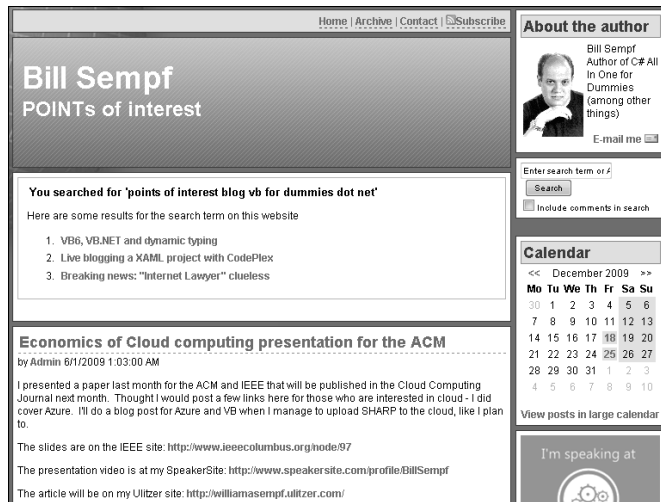 Home | Archive | Contact | Subscribe
Bill Sempf
POINTs of interest
You searched for 'points of interest blog vb for dummies dot net'
Here are some results for the search term on this website
1. VB6, VB.NET and dynamic typing
2. Live blogging a XAML project with CodePlex
3. Breaking news: "Internet Lawyer" clueless
Economics of Cloud computing presentation for the ACM
by Admin 6/1/2009 1:03:00 AM
I presented a paper last month for the ACM and IEEE that will be published in the Cloud Computing
Journal next month. Thought I would post a few links here for those who are interested in cloud - I did
cover Azure. I'll do a blog post for Azure and VB when I manage to upload SHARP to the cloud, like I plan
to.
The slides are on the IEEE site: http://www.ieeecolumbus.org/node/97
The presentation video is at my SpeakerSite: http://www.speakersite.com/profile/BillSempf
The article will be on my Ulitzer site: http://williamasempf.ulitzer.com/
About the author
Bill Sempf
Author of C# All
In One for
Dummies
(among other
things)
E-mail me
Enter search term or
Search
Include comments in search
Calendar
<< December 2009 >>
Mo Tu We Th Fr Sa Su
30 1 2 3 4 5 6
7 8 9 10 11 12 13
14 15 16 17 18 19 20
21 22 23 24 25 26 27
28 29 30 31 1 2 3
4 5 6 7 8 9 10
View posts in large calendar
I'm speaking at